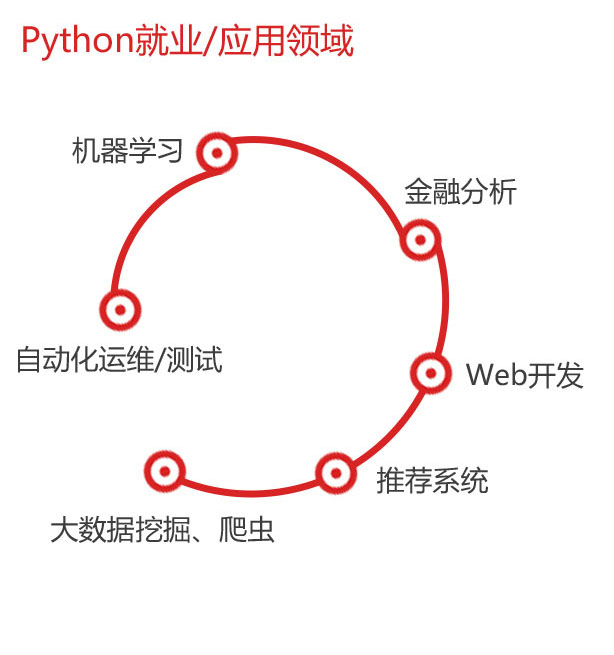 Python就业/应用领域
机器学习
金融分析
自动化运维/测试
Web开发
推荐系统
大数据挖掘、爬虫